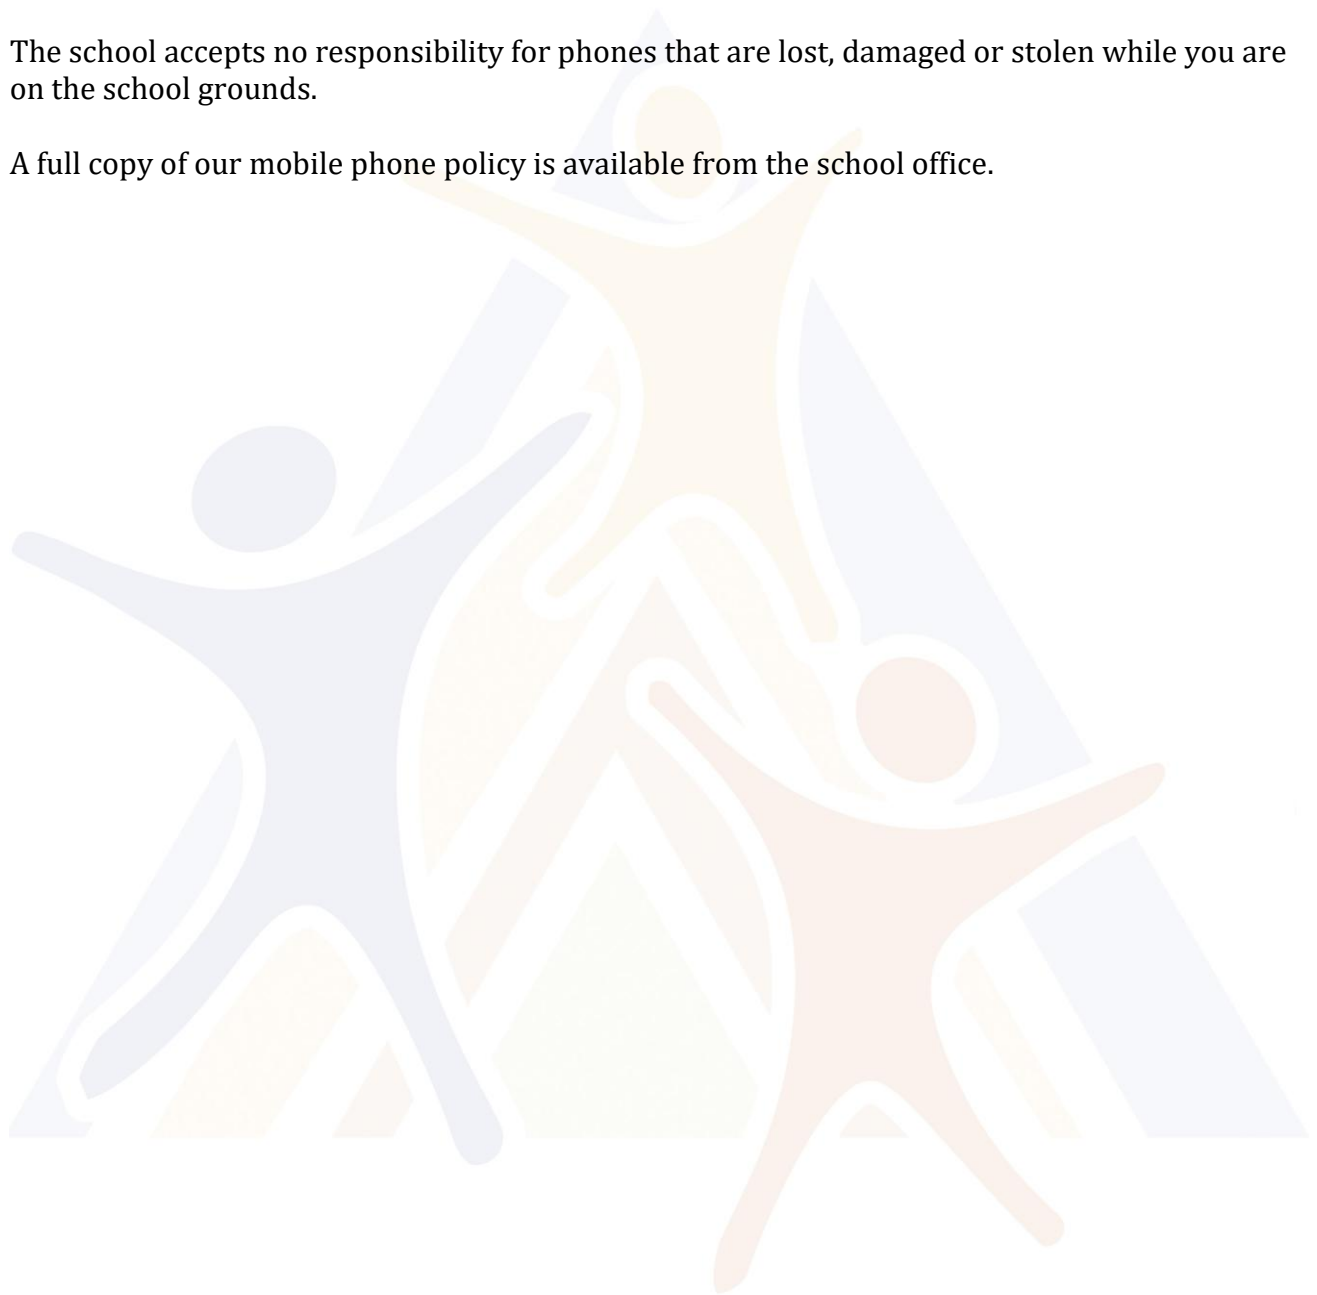 The school accepts no responsibility for phones that are lost, damaged or stolen while you are
on the school grounds.
A full copy of our mobile phone policy is available from the school office.